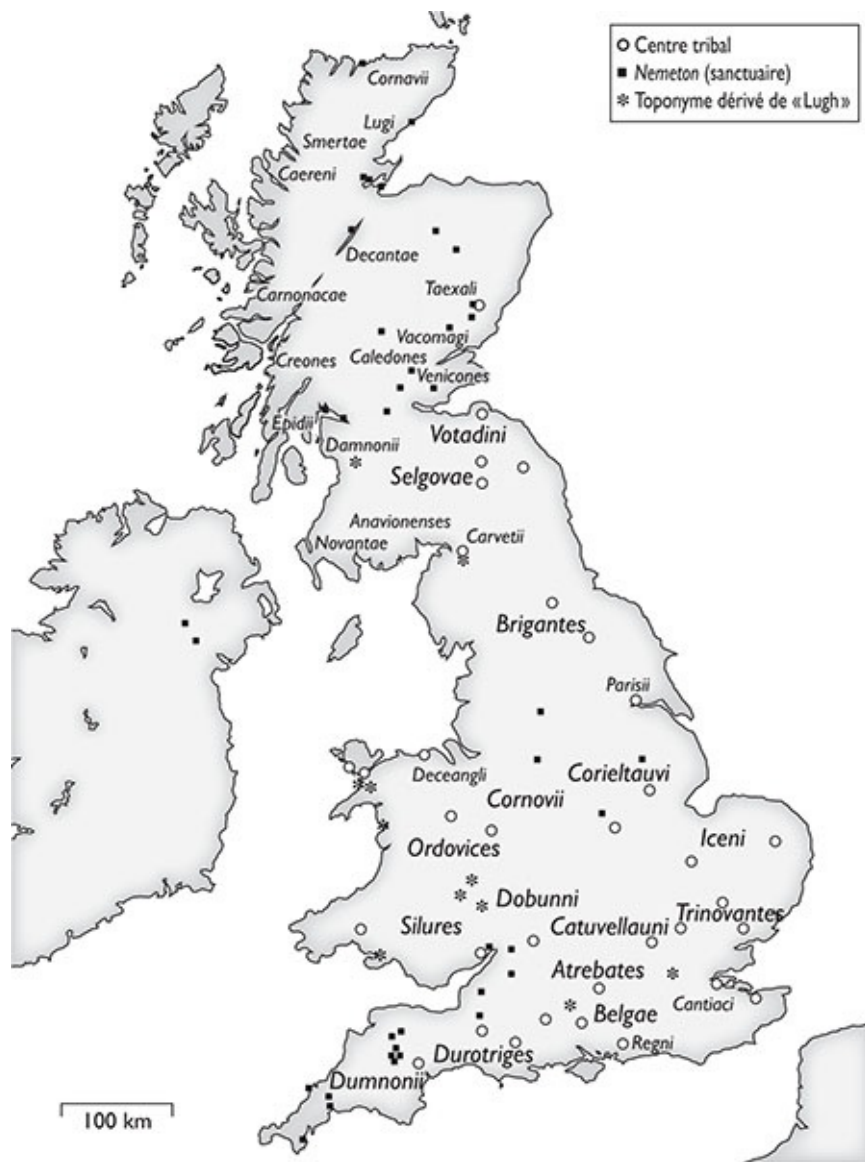 Centre tribal
Nemeton (sanctuaire)
Toponyme dérivé de «Lugh»
Cornavii
Lugi
Smertae
Caereni
Decantae
Taexali
Carnonacae
Vacomagi
Caledones
Creones
Venicones
Epidii
Votadini
Damnonii
Selgovae
Anavionenses
Carvetii
Novantae
Brigantes
Parisii
Deceangli
Corieltauvi
Cornovii
Iceni
Ordovices
Dobunni
Trinovantes
Silures
Catuvellauni
Atrebates
Cantiaci
Belgae
Regni
Durotriges
Dumnonii
100 km